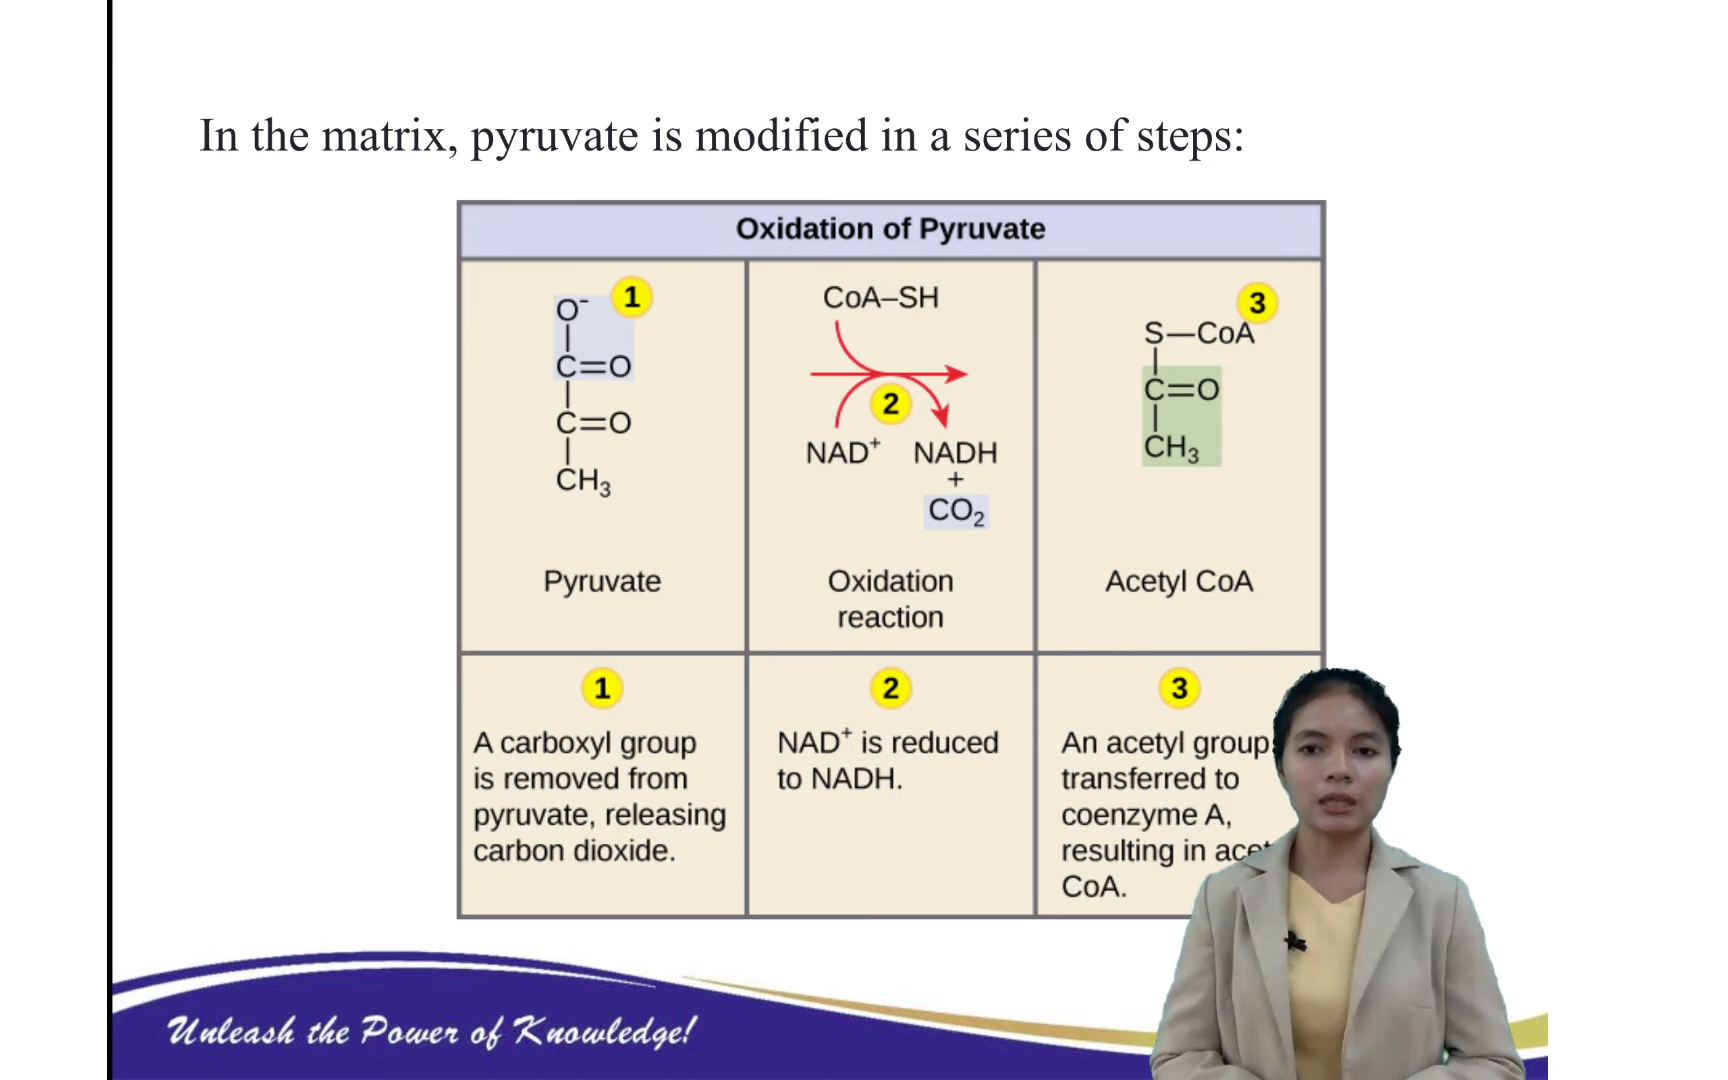 In the matrix, pyruvate is modified in a series of steps:
Oxidation of Pyruvate
1
O⁻
C=O
C=O
CH₃
Pyruvate
CoA–SH
2
NAD⁺ NADH
+
CO₂
Oxidation
reaction
3
S—CoA
C=O
CH₃
Acetyl CoA
1
A carboxyl group
is removed from
pyruvate, releasing
carbon dioxide.
2
NAD⁺ is reduced
to NADH.
3
An acetyl group
transferred to
coenzyme A,
resulting in
CoA.
Unleash the Power of Knowledge!